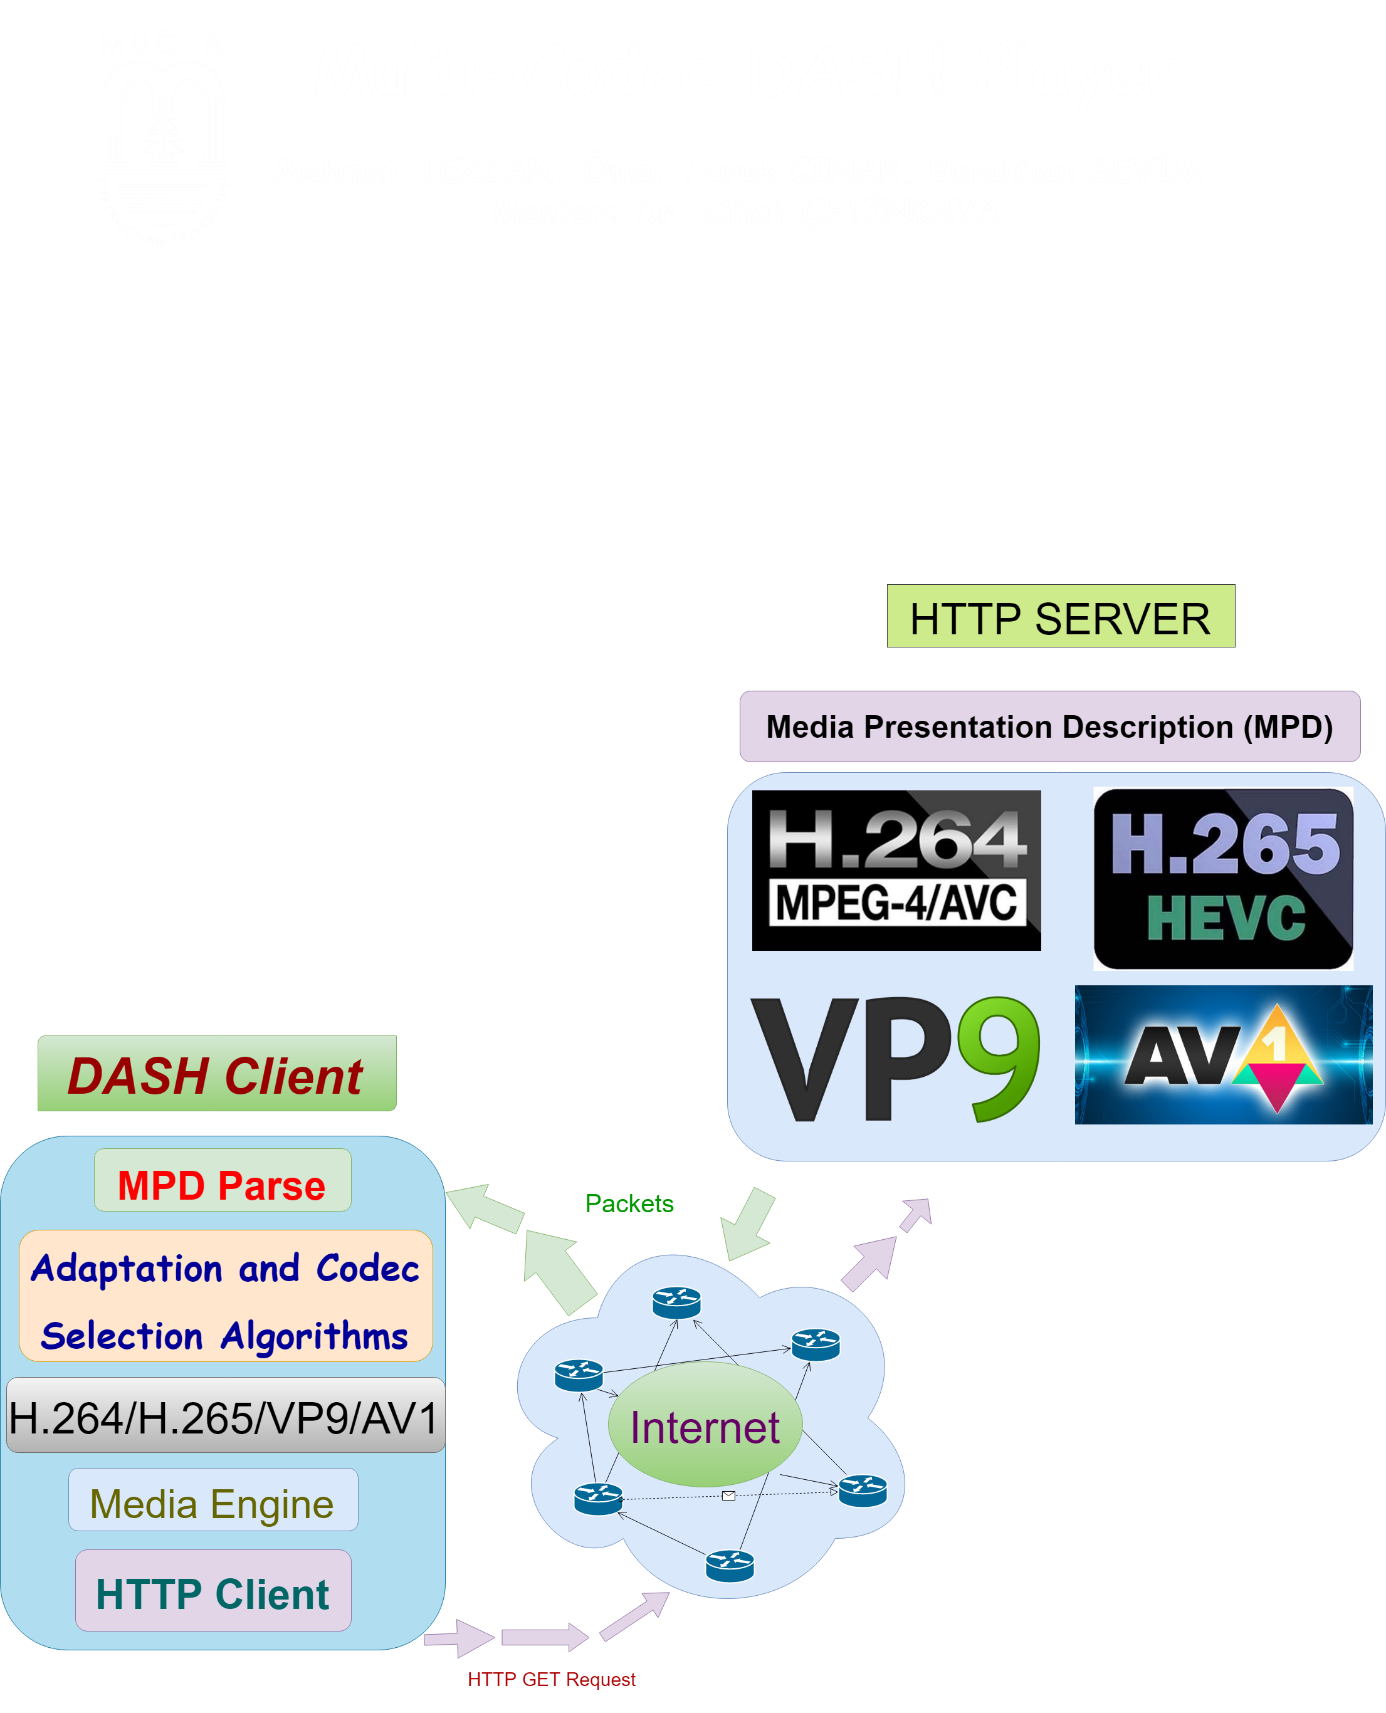 HTTP SERVER
Media Presentation Description (MPD)
H.264
MPEG-4/AVC
H.265
HEVC
VP9
AV1
DASH Client
MPD Parse
Adaptation and Codec
Selection Algorithms
H.264/H.265/VP9/AV1
Media Engine
HTTP Client
Packets
Internet
HTTP GET Request